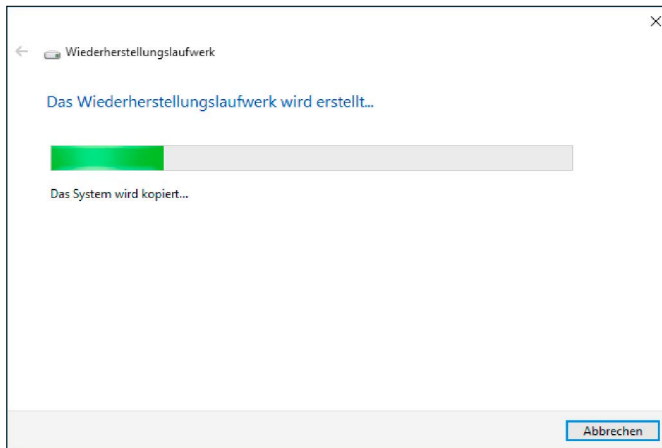 Wiederherstellungslaufwerk
Das Wiederherstellungslaufwerk wird erstellt...
Das System wird kopiert...
Abbrechen